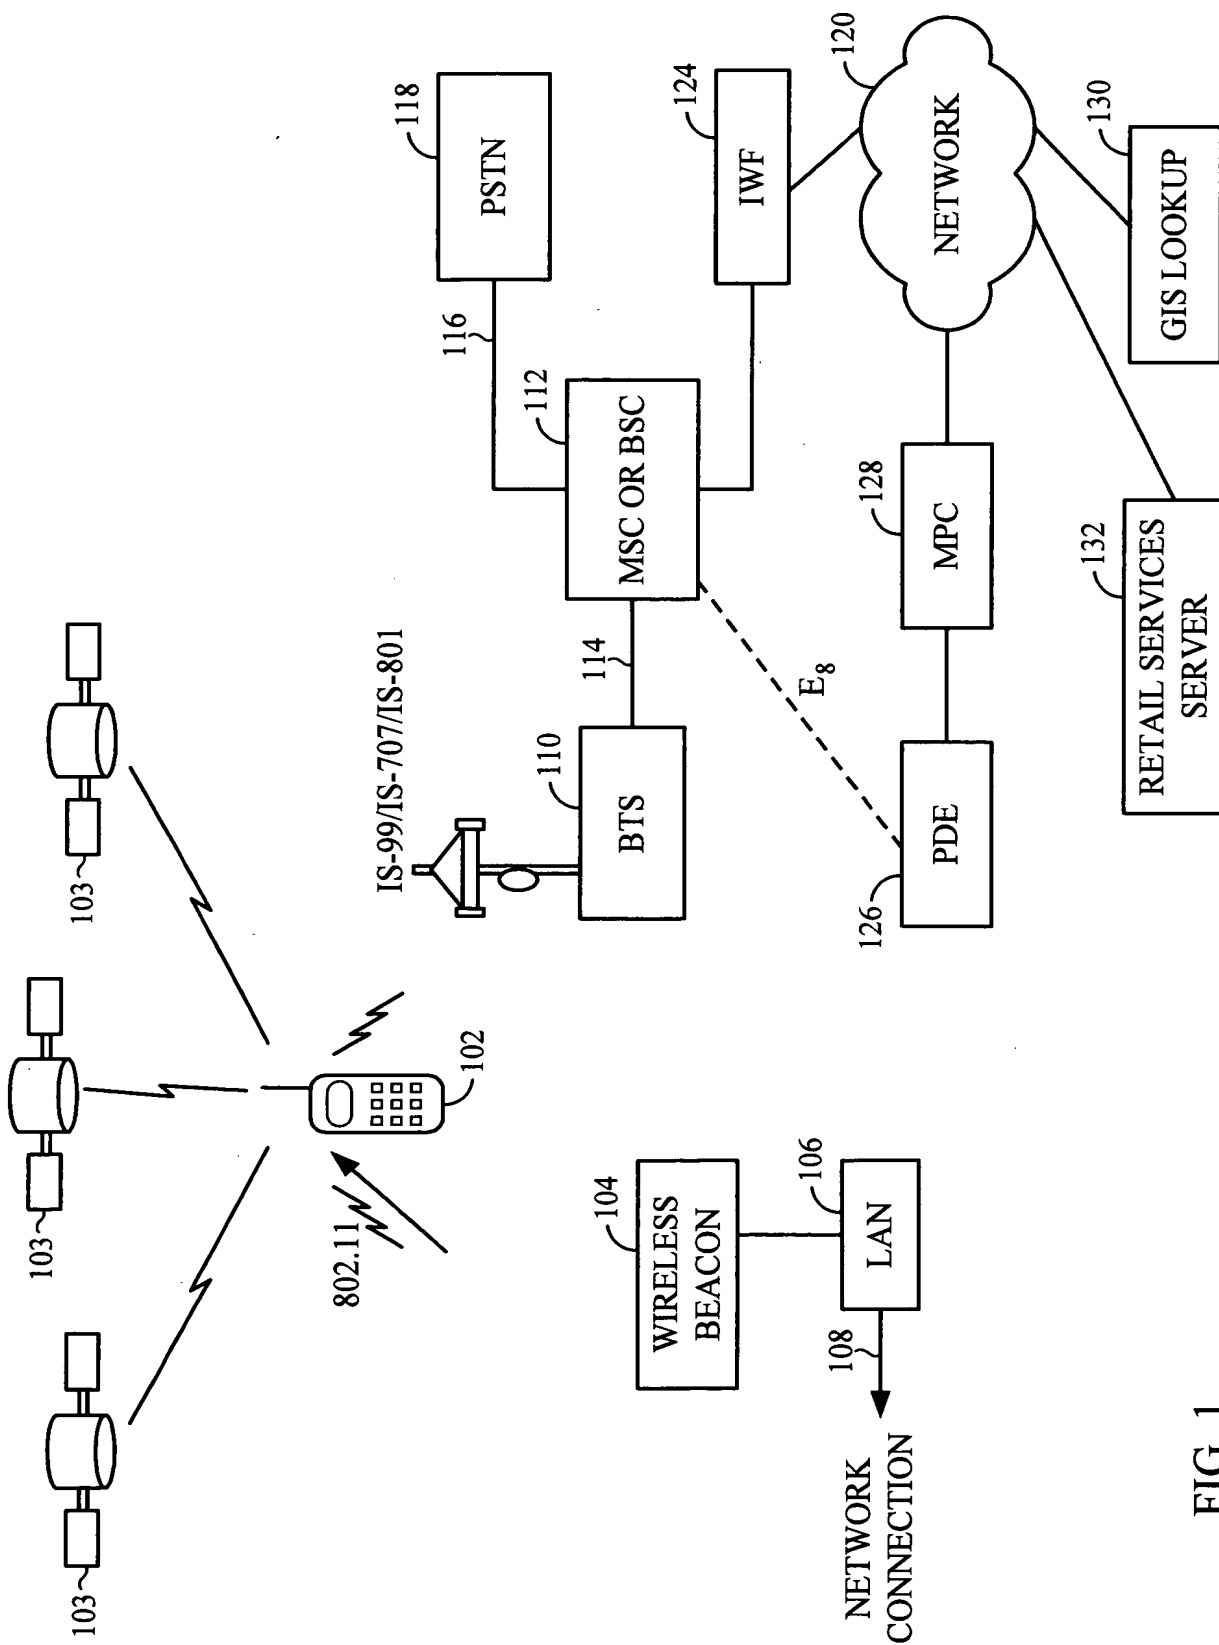 103
103
103
802.11
102
IS-99/IS-707/IS-801
110
BTS
114
112
MSC OR BSC
116
118
PSTN
124
IWF
104
WIRELESS
BEACON
106
LAN
108
NETWORK
CONNECTION
E8
126
PDE
128
MPC
120
NETWORK
132
RETAIL SERVICES
SERVER
130
GIS LOOKUP
FIG. 1